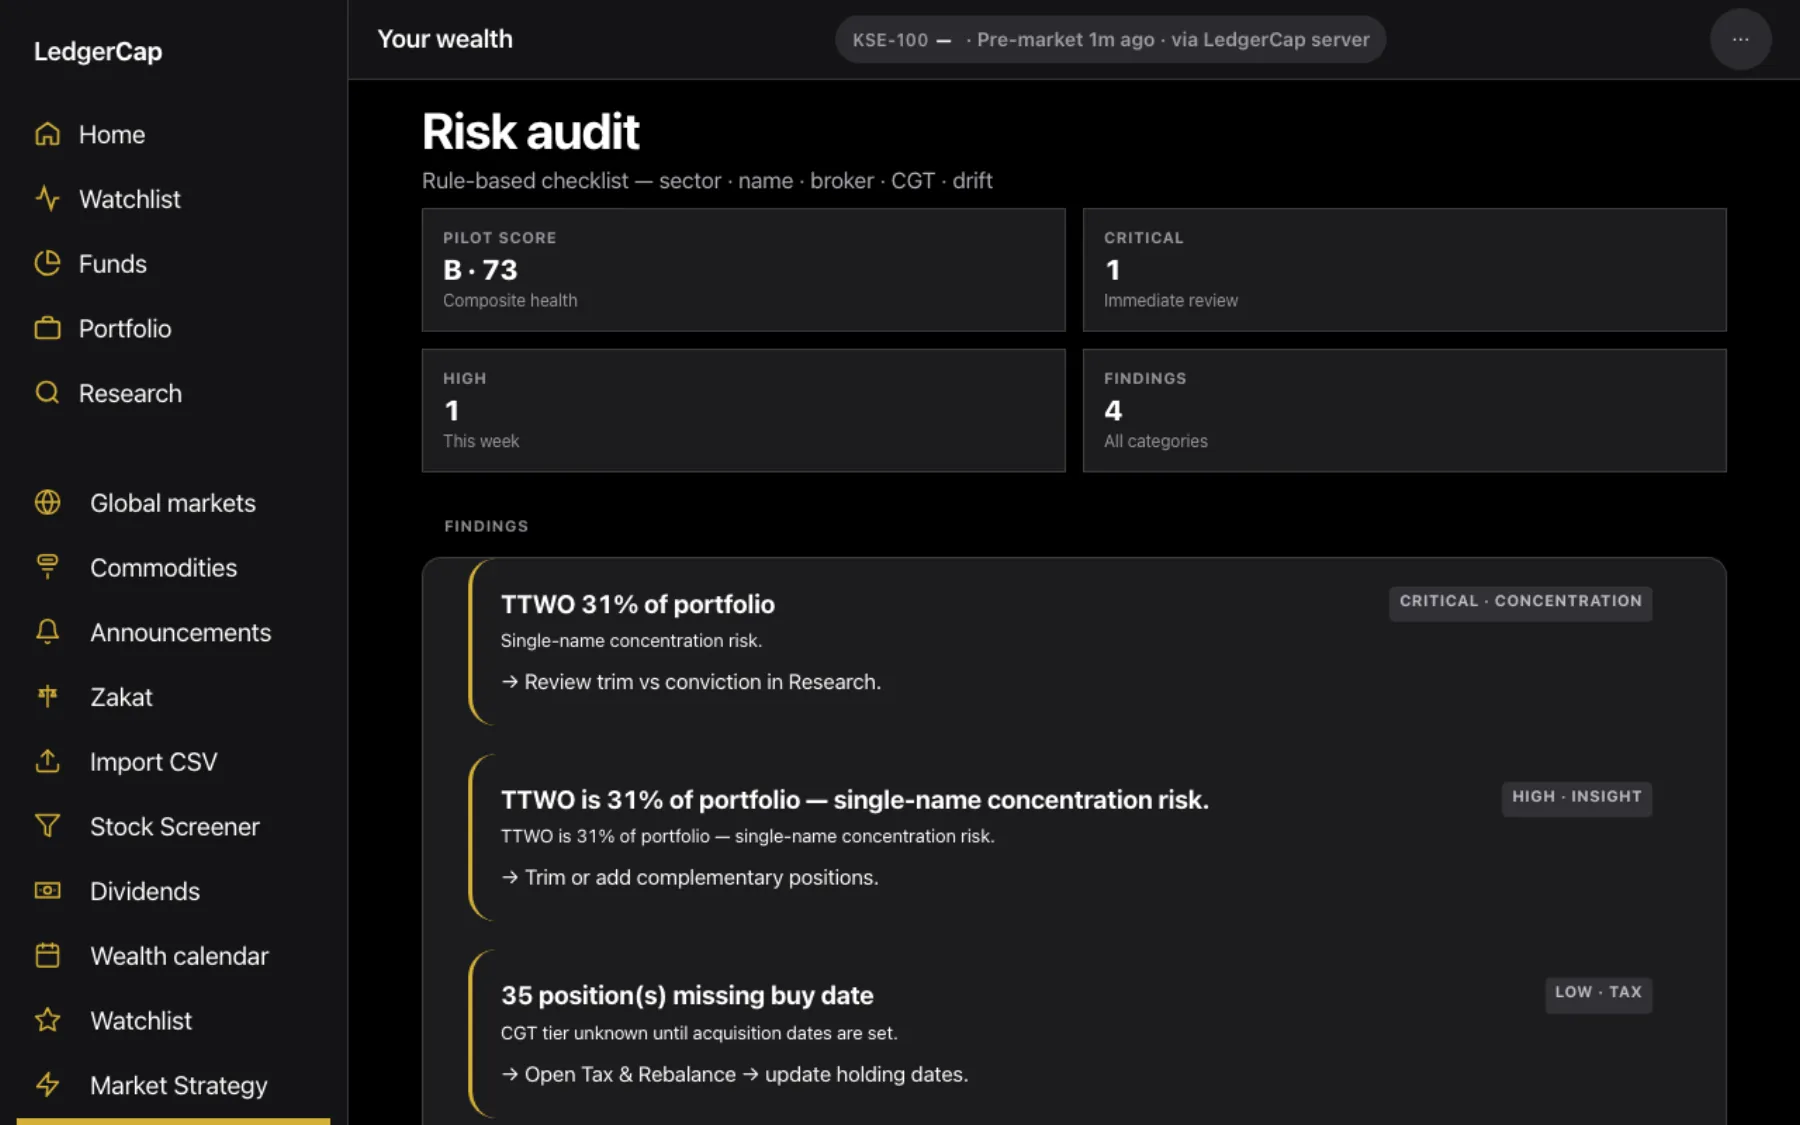 LedgerCap
Home
Watchlist
Funds
Portfolio
Research
Global markets
Commodities
Announcements
Zakat
Import CSV
Stock Screener
Dividends
Wealth calendar
Watchlist
Market Strategy
Your wealth
KSE-100 — · Pre-market 1m ago · via LedgerCap server
...
Risk audit
Rule-based checklist — sector · name · broker · CGT · drift
PILOT SCORE
B · 73
Composite health
CRITICAL
1
Immediate review
HIGH
1
This week
FINDINGS
4
All categories
FINDINGS
TTWO 31% of portfolio
CRITICAL · CONCENTRATION
Single-name concentration risk.
→ Review trim vs conviction in Research.
TTWO is 31% of portfolio — single-name concentration risk.
HIGH · INSIGHT
TTWO is 31% of portfolio — single-name concentration risk.
→ Trim or add complementary positions.
35 position(s) missing buy date
LOW · TAX
CGT tier unknown until acquisition dates are set.
→ Open Tax & Rebalance → update holding dates.